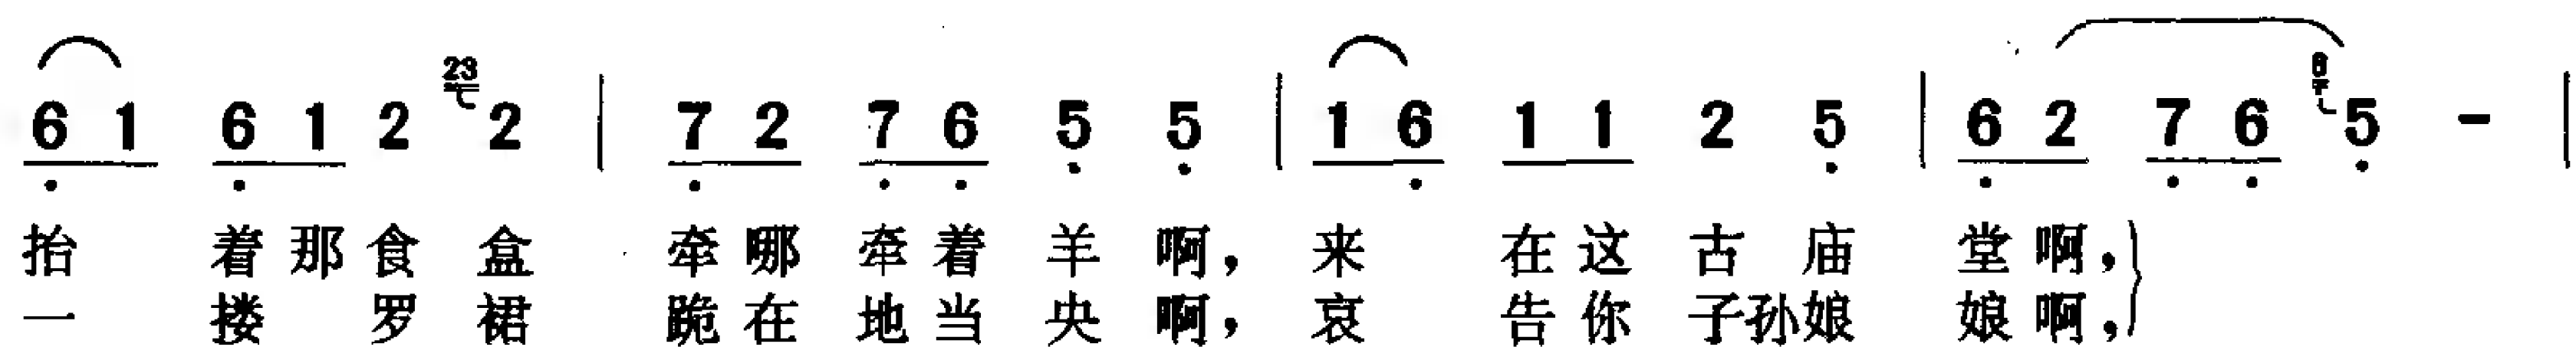 23 6
6 1 6 1 2 2 | 7 2 7 6 5 5 | 1 6 1 1 2 5 | 6 2 7 6 5 - |
抬 着那食 盒 牵哪 牵着 羊 啊, 来 在这 古 庙 堂啊,}
一 搂 罗 裙 跪在 地当 央 啊, 哀 告你 子孙娘 娘啊,